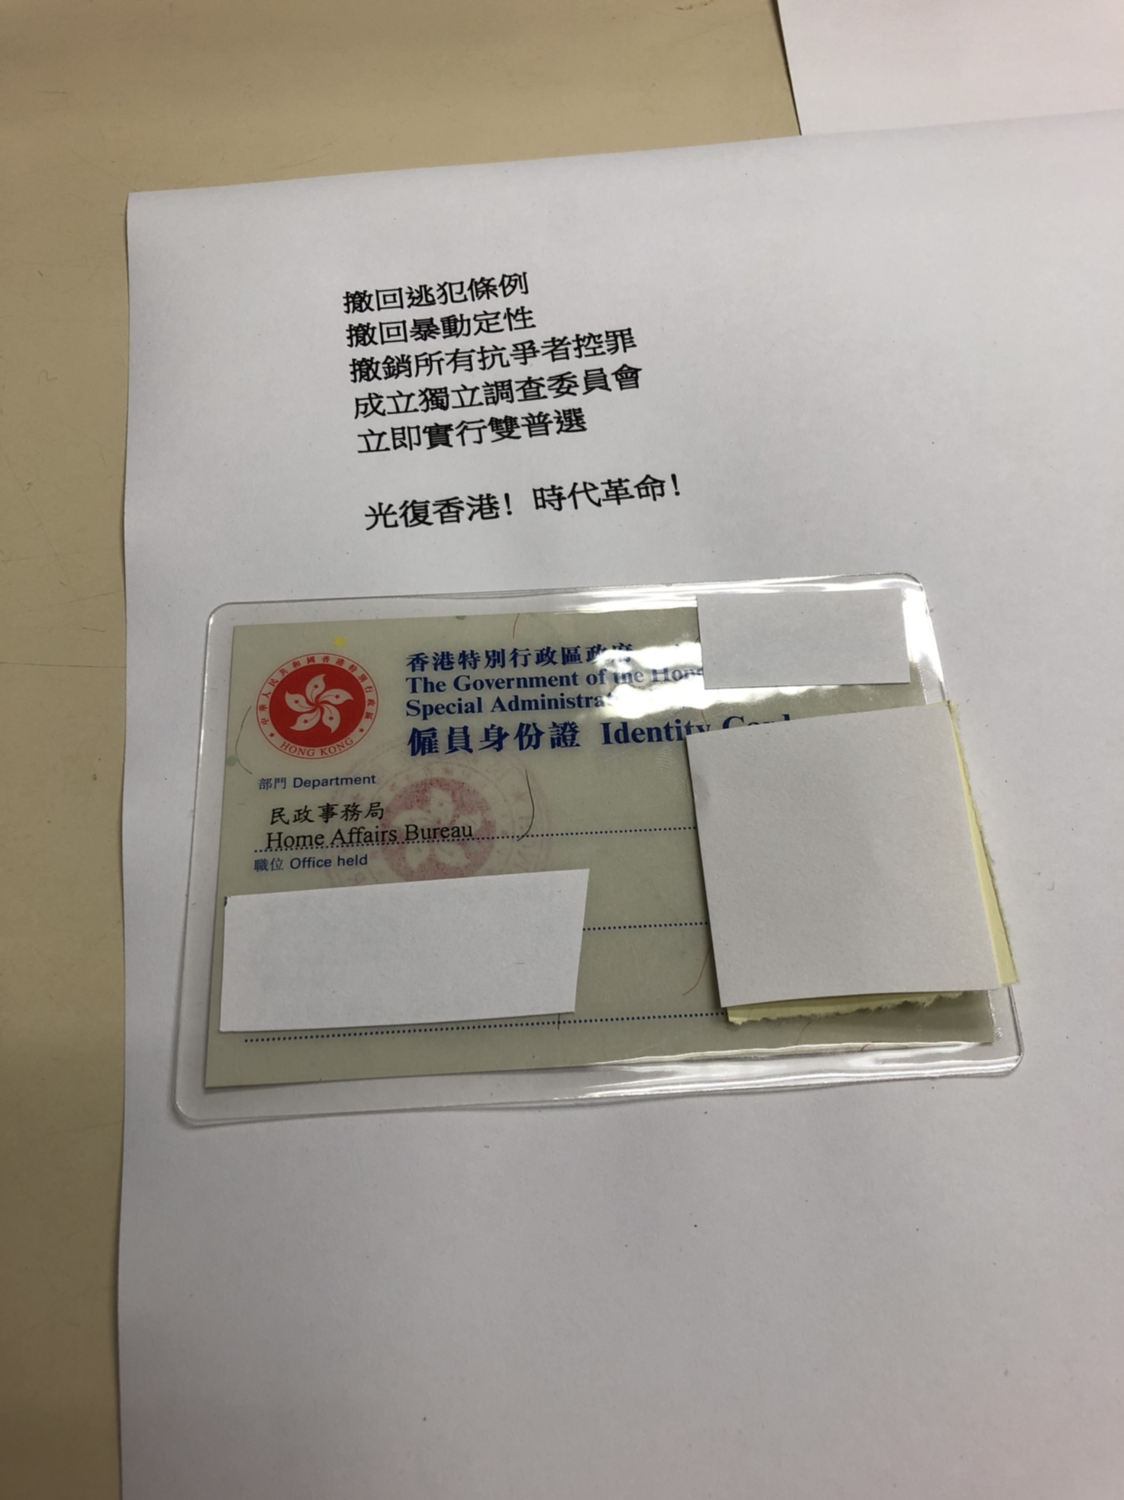 撤回逃犯條例
撤回暴動定性
撤銷所有抗爭者控罪
成立獨立調查委員會
立即實行雙普選
光復香港！時代革命！
香港特別行政區政府
The Government of the Hong
Special Administra
僱員身份證 Identity Card
中華人民共和國香港特別行政區
HONG KONG
部門 Department
民政事務局
Home Affairs Bureau
職位 Office held